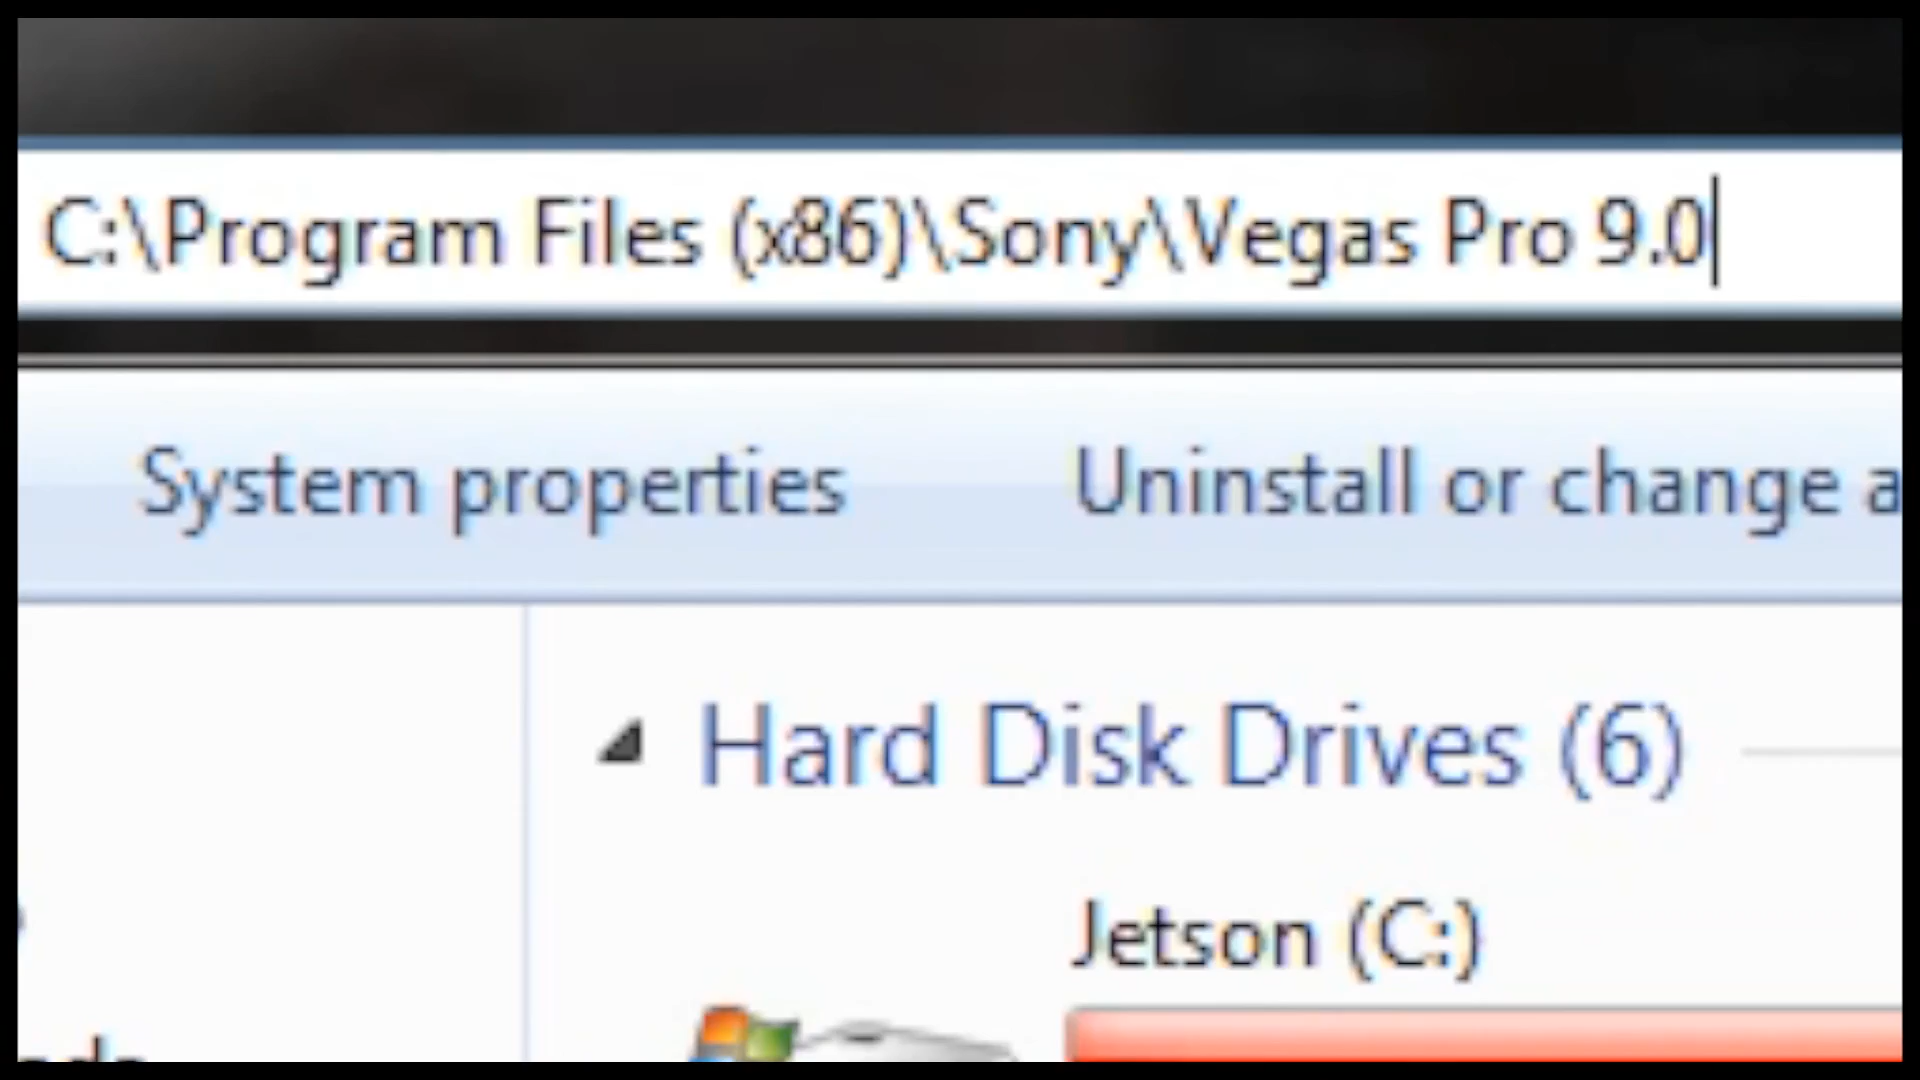 C:\Program Files (x86)\Sony\Vegas Pro 9.0
System properties Uninstall or change a
Hard Disk Drives (6)
Jetson (C:)